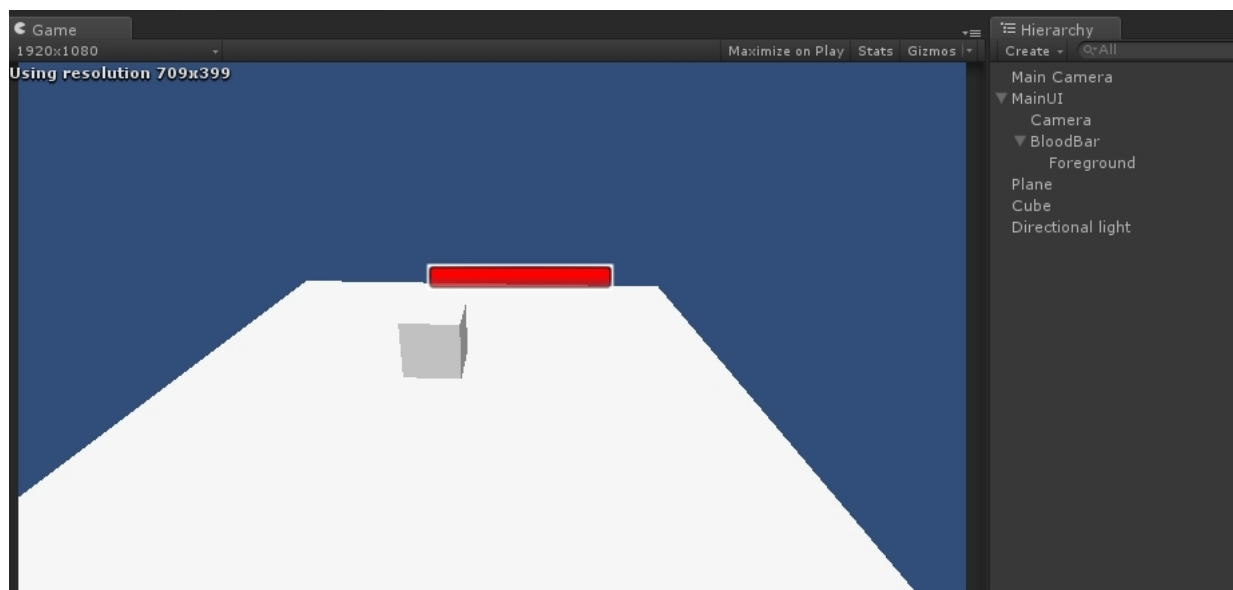 Game
1920x1080
Maximize on Play Stats Gizmos
Using resolution 709x399
Hierarchy
Create All
Main Camera
MainUI
Camera
BloodBar
Foreground
Plane
Cube
Directional light